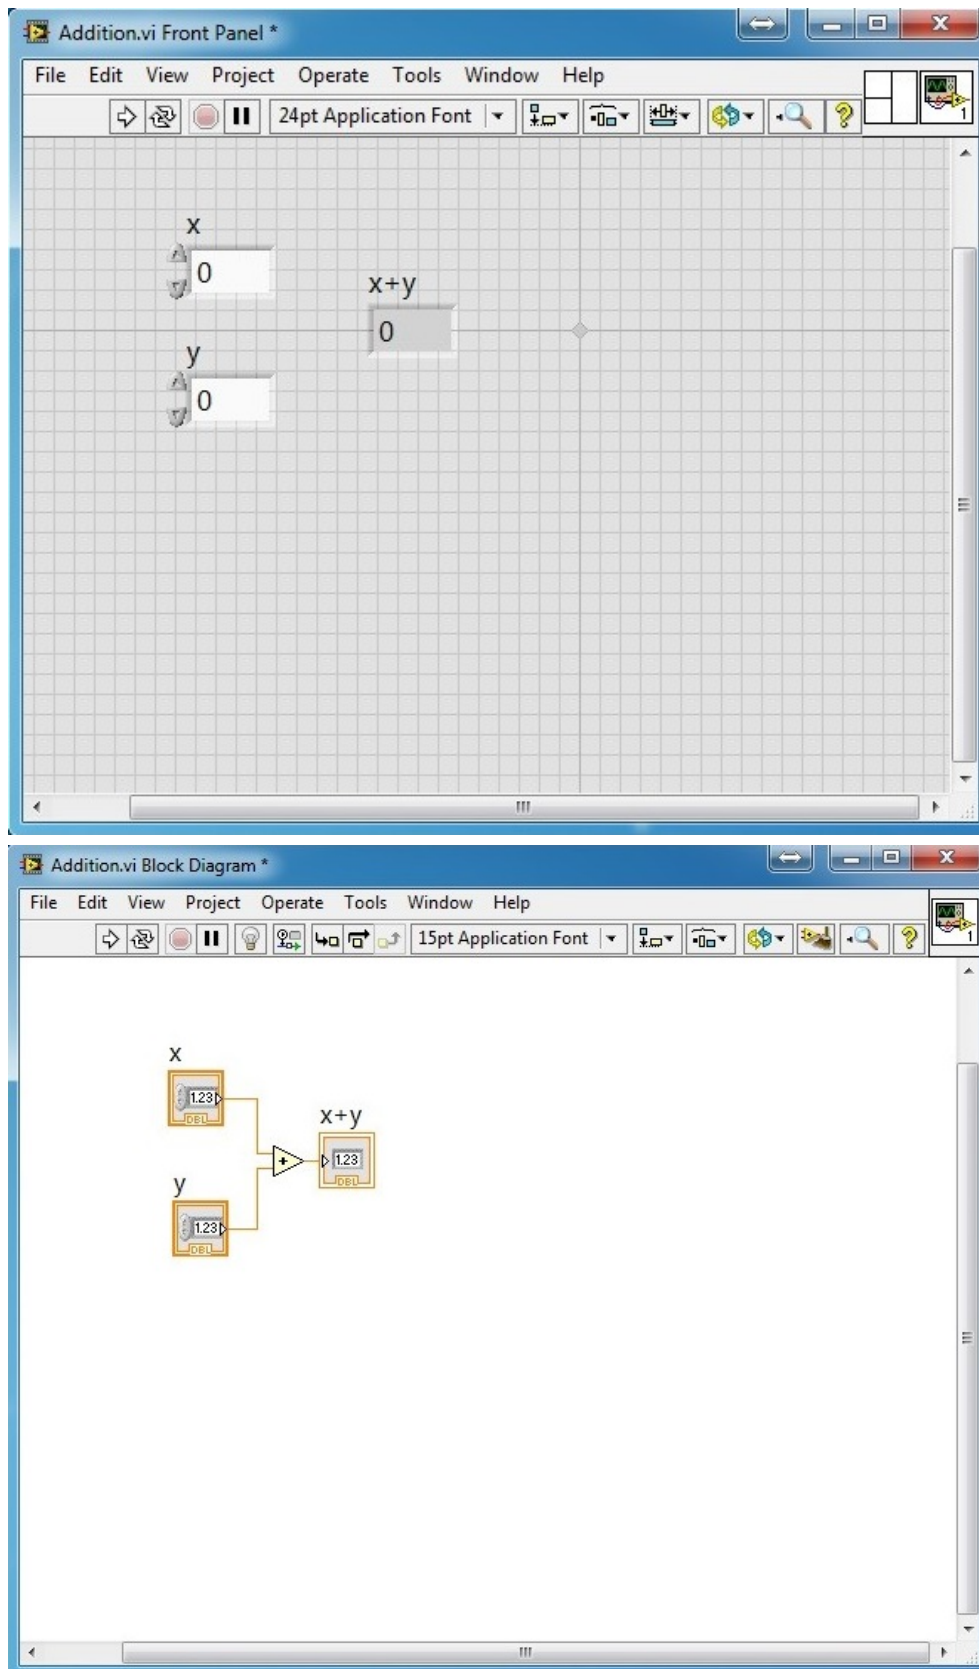 Addition.vi Front Panel *
File Edit View Project Operate Tools Window Help
24pt Application Font
1
x
0
x+y
0
y
0
Addition.vi Block Diagram *
File Edit View Project Operate Tools Window Help
15pt Application Font
1
x
1.23
DBL
x+y
1.23
DBL
y
1.23
DBL